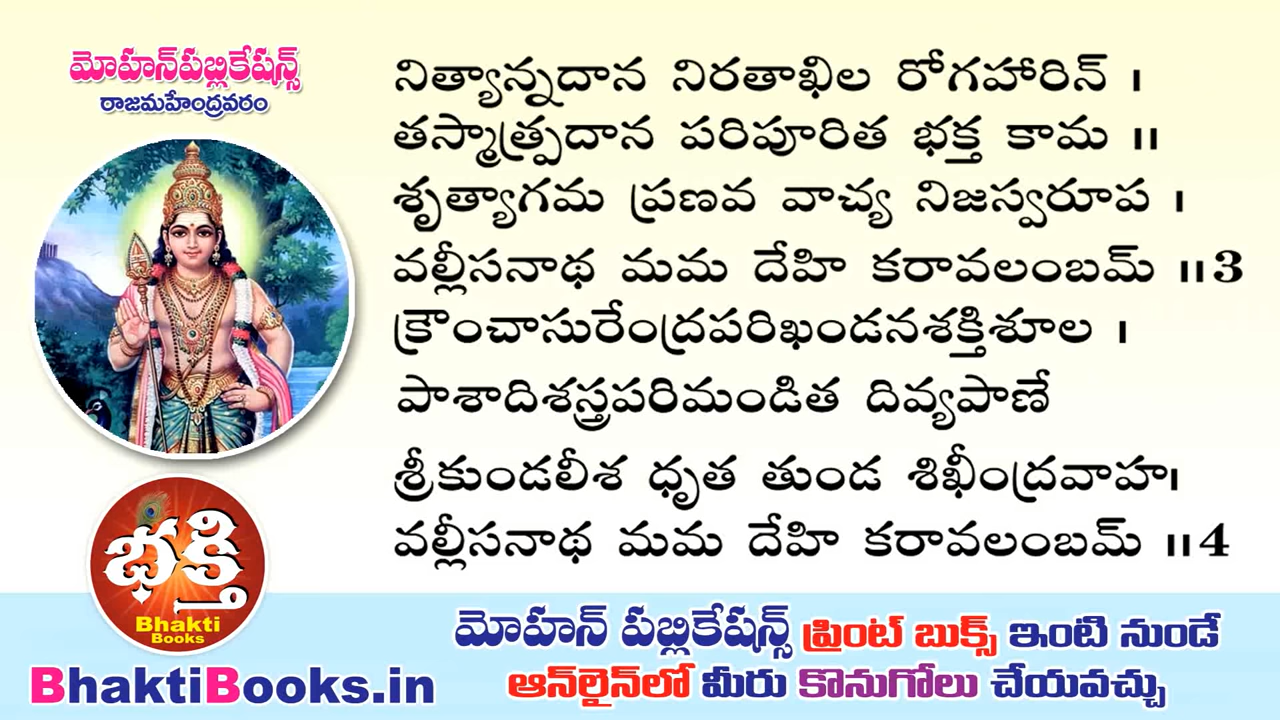 మోహన్‌పబ్లికేషన్స్
రాజమహేంద్రవరం
నిత్యాన్నదాన నిరతాఖిల రోగహారిన్ ।
తస్మాత్ప్రదాన పరిపూరిత భక్త కామ ॥
శృత్యాగమ ప్రణవ వాచ్య నిజస్వరూప ।
వల్లీసనాథ మమ దేహి కరావలంబమ్ ॥3
క్రౌంచాసురేంద్రపరిఖండనశక్తిశూల ।
పాశాదిశస్త్రపరిమండిత దివ్యపాణే
శ్రీకుండలీశ ధృత తుండ శిఖీంద్రవాహ।
వల్లీసనాథ మమ దేహి కరావలంబమ్ ॥4
భక్తి
Bhakti
Books
BhaktiBooks.in
మోహన్ పబ్లికేషన్స్ ప్రింట్ బుక్స్ ఇంటి నుండే
ఆన్‌లైన్‌లో మీరు కొనుగోలు చేయవచ్చు